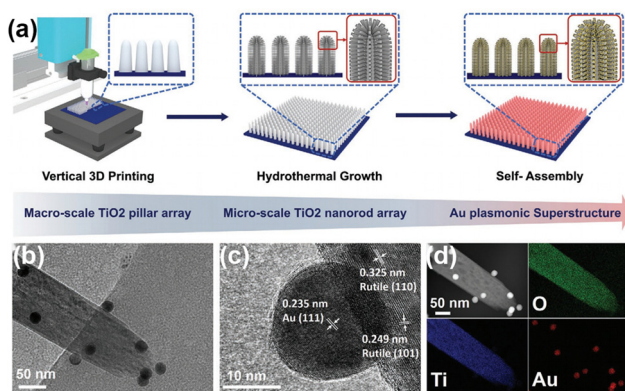 (a)
Vertical 3D Printing
Hydrothermal Growth
Self- Assembly
Macro-scale TiO2 pillar array
Micro-scale TiO2 nanorod array
Au plasmonic Superstructure
(b)
50 nm
(c)
0.325 nm
Rutile (110)
0.235 nm
Au (111)
0.249 nm
Rutile (101)
10 nm
(d)
50 nm
O
Ti
Au